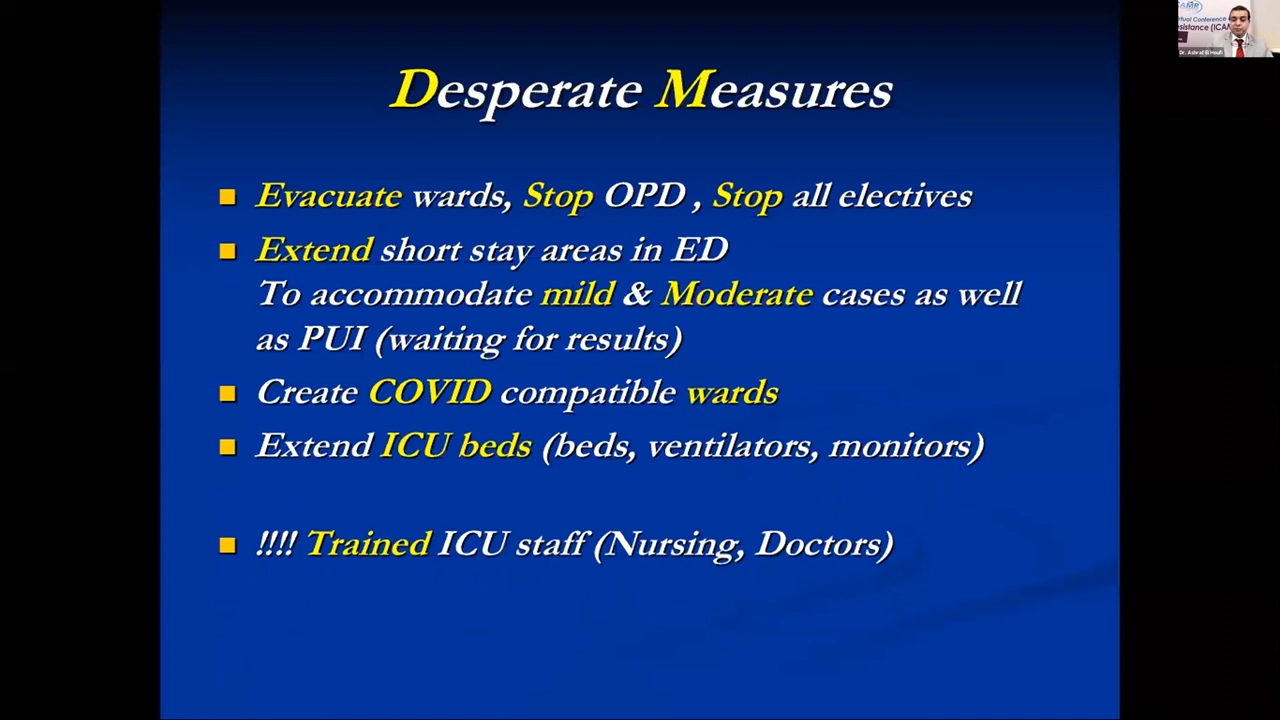 Desperate Measures
Evacuate wards, Stop OPD , Stop all electives
Extend short stay areas in ED
To accommodate mild & Moderate cases as well
as PUI (waiting for results)
Create COVID compatible wards
Extend ICU beds (beds, ventilators, monitors)
!!!! Trained ICU staff (Nursing, Doctors)